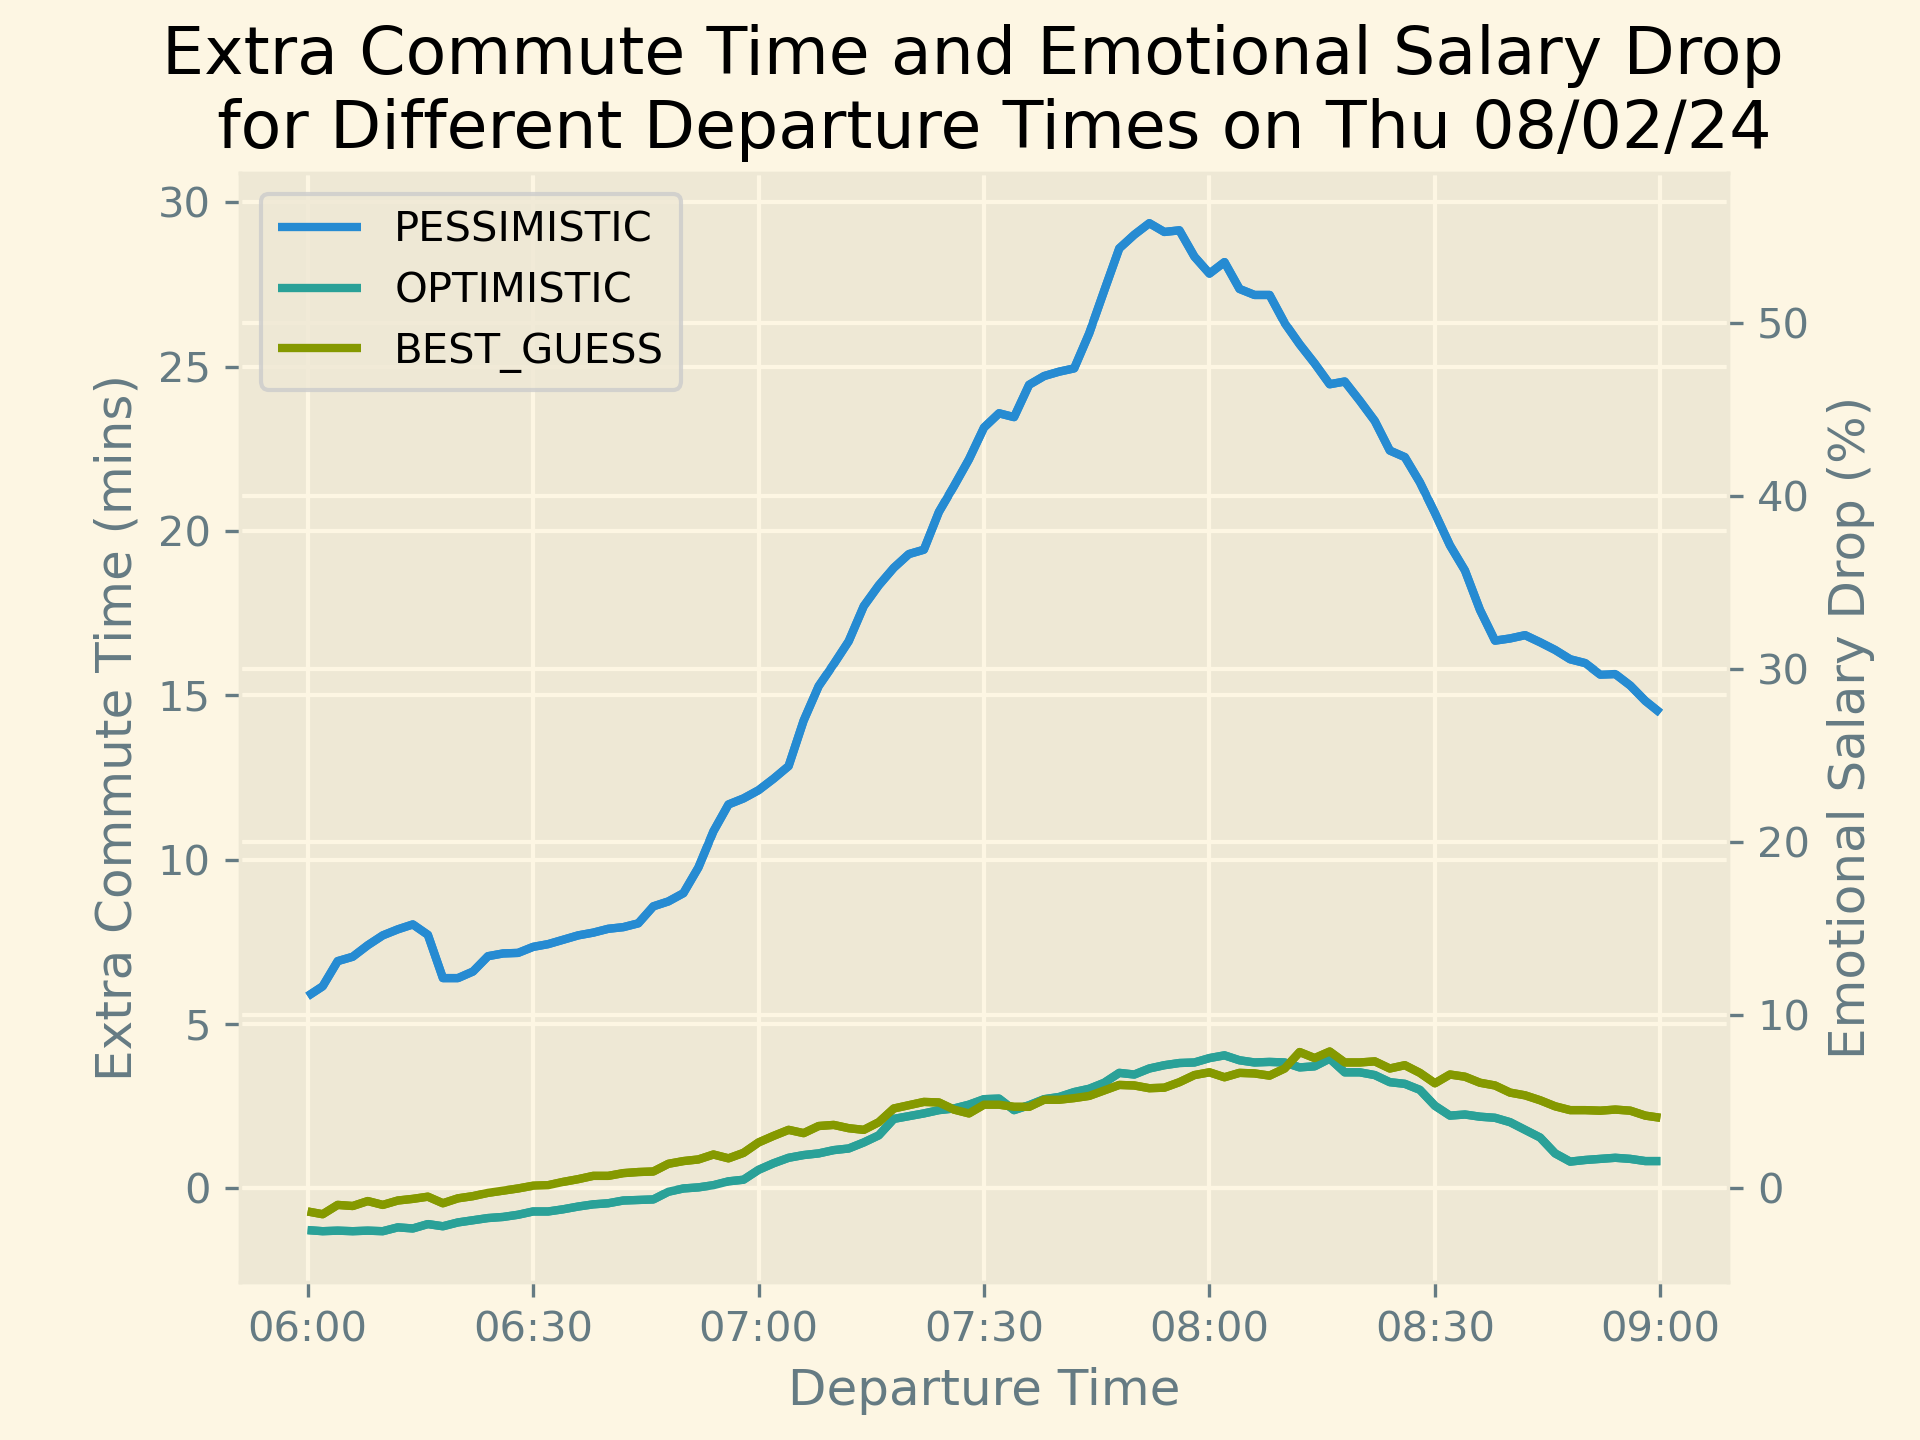 Extra Commute Time and Emotional Salary Drop
for Different Departure Times on Thu 08/02/24
PESSIMISTIC
OPTIMISTIC
BEST_GUESS
Extra Commute Time (mins)
30
25
20
15
10
5
0
Emotional Salary Drop (%)
50
40
30
20
10
0
06:00 06:30 07:00 07:30 08:00 08:30 09:00
Departure Time